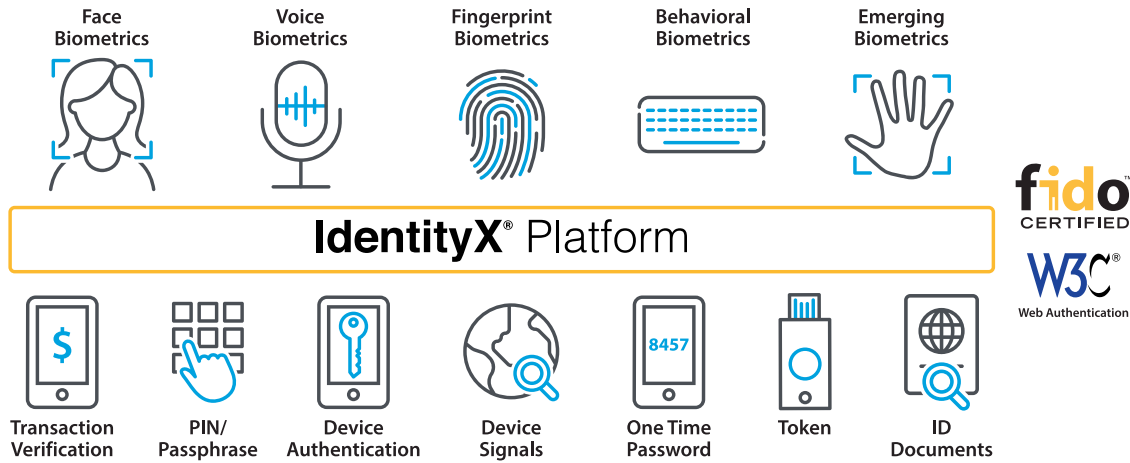 Face
Biometrics
Voice
Biometrics
Fingerprint
Biometrics
Behavioral
Biometrics
Emerging
Biometrics
IdentityX® Platform
fido™
CERTIFIED
W3C®
Web Authentication
$
8457
Transaction
Verification
PIN/
Passphrase
Device
Authentication
Device
Signals
One Time
Password
Token
ID
Documents